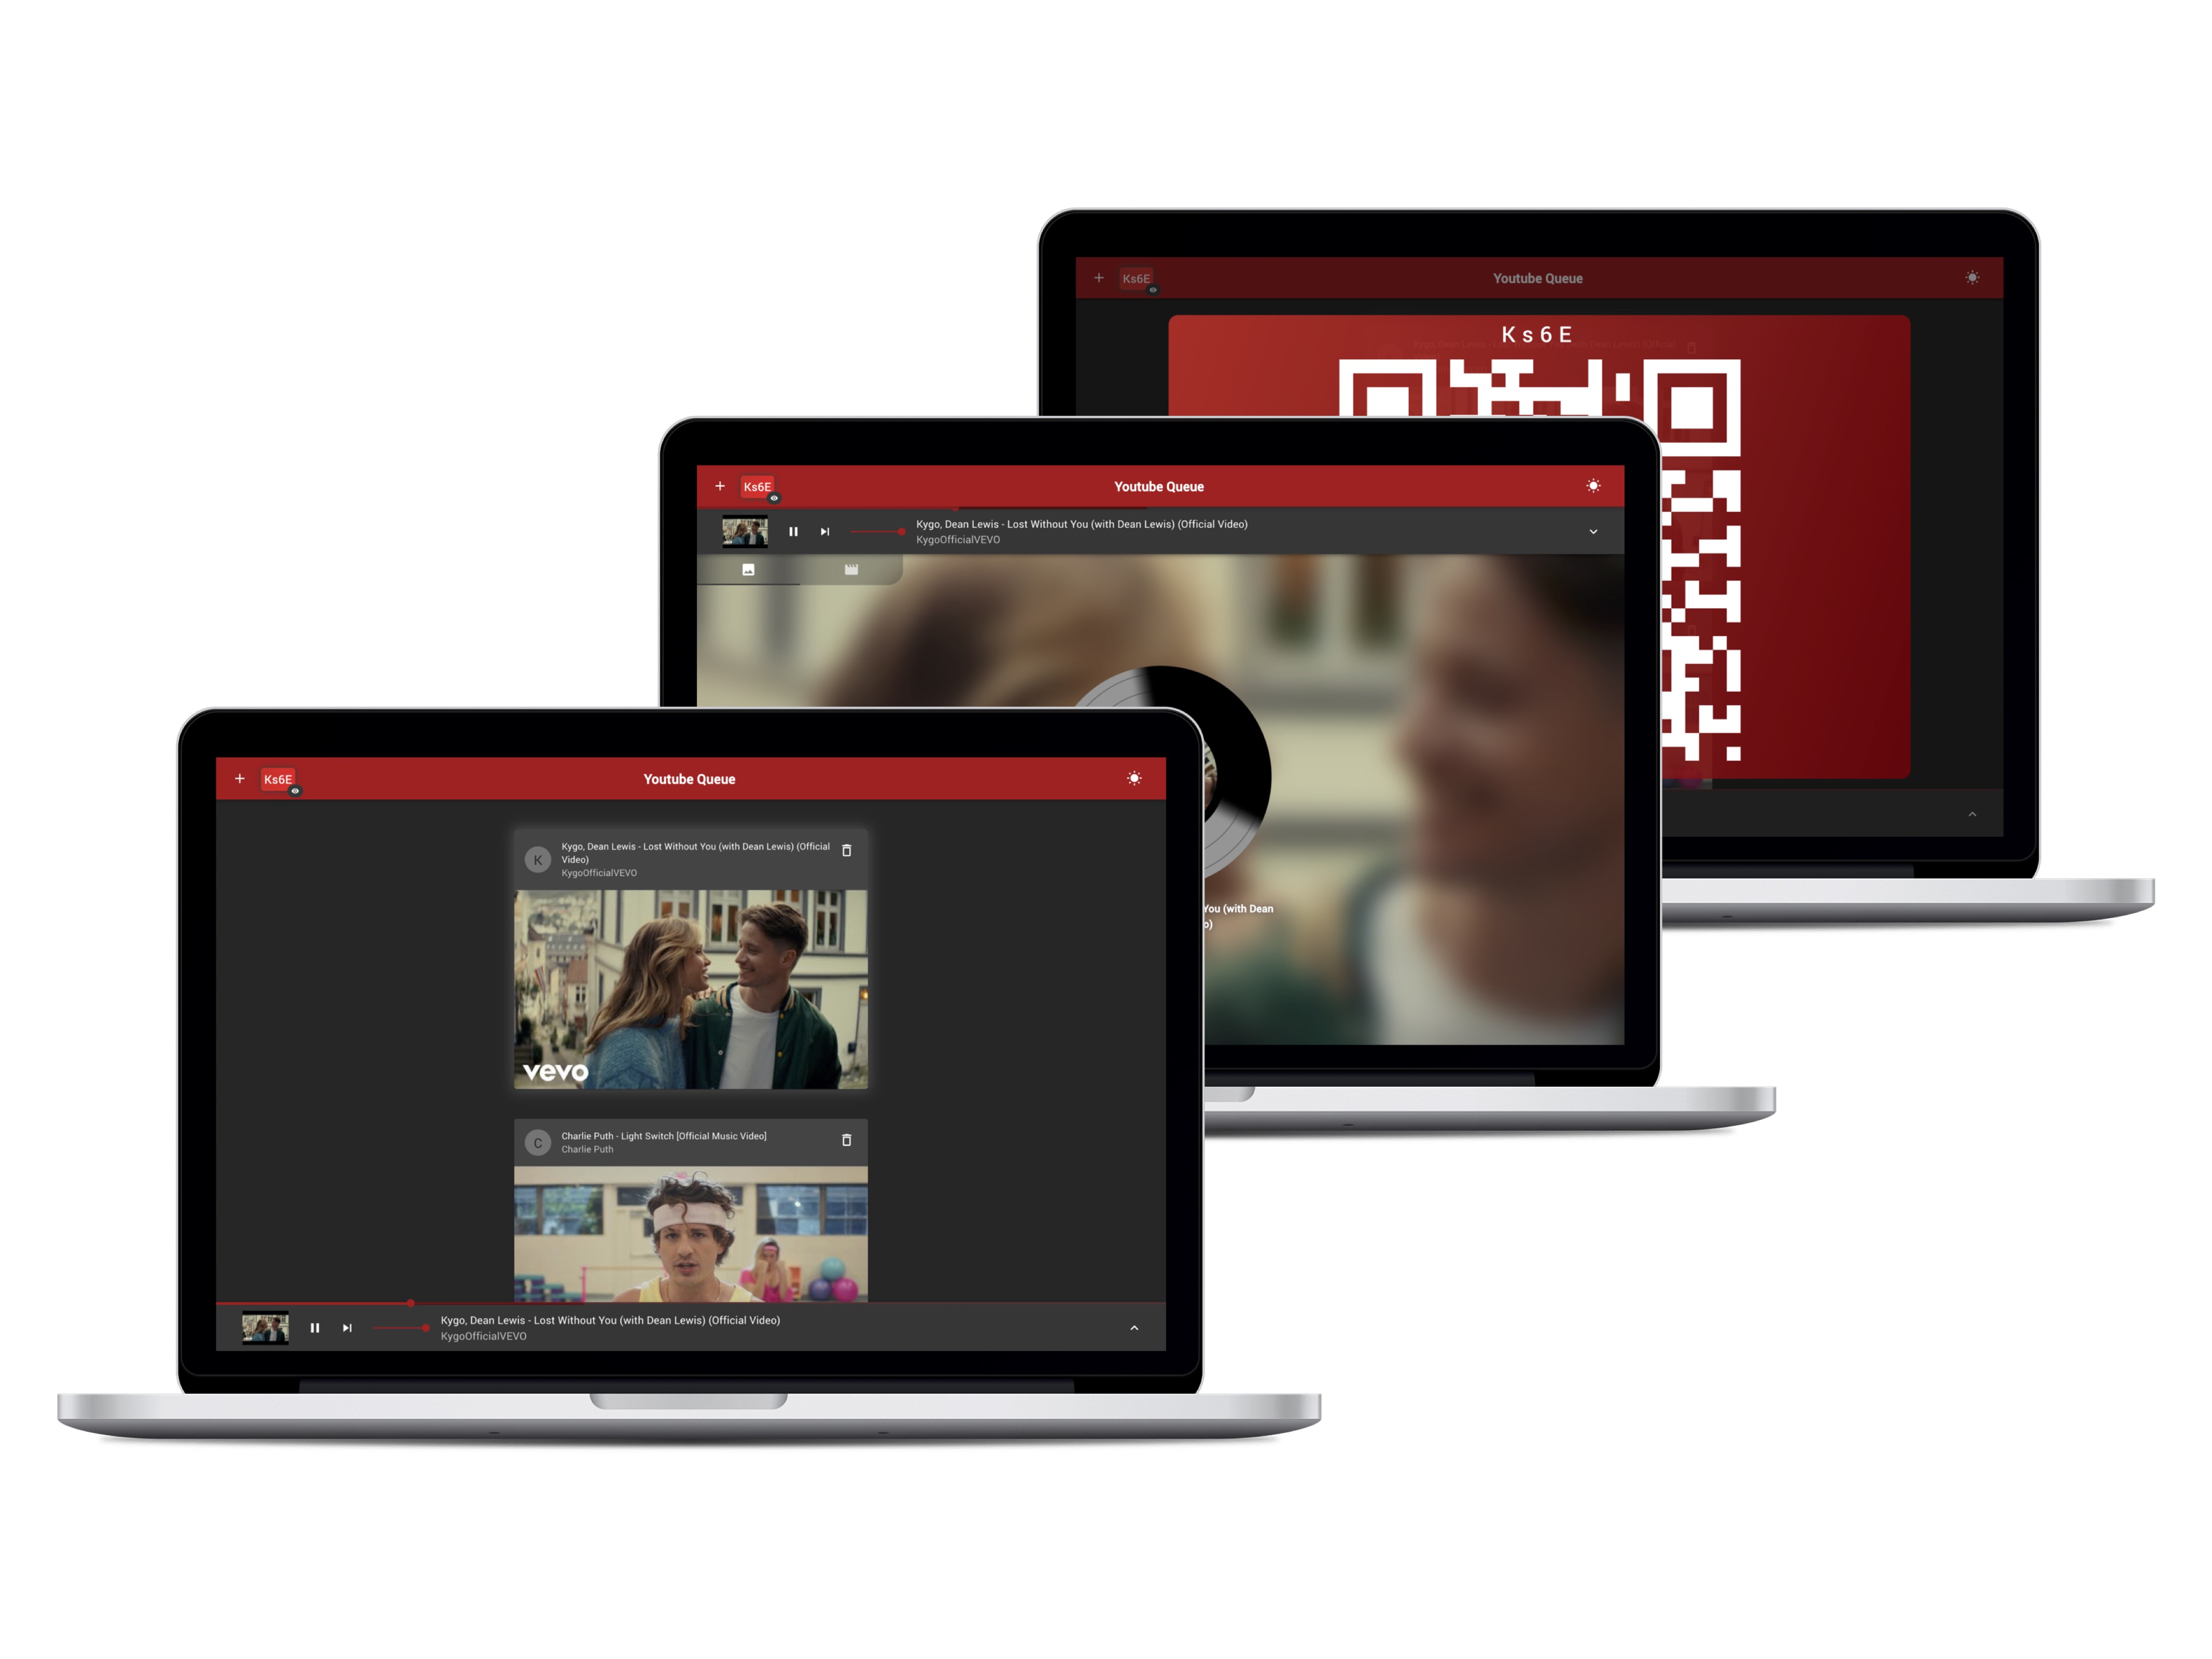 Ks6E
Youtube Queue
Ks6E
Ks6E
Youtube Queue
Kygo, Dean Lewis - Lost Without You (with Dean Lewis) (Official Video)
KygoOfficialVEVO
You (with Dean
o)
Ks6E
Youtube Queue
K
Kygo, Dean Lewis - Lost Without You (with Dean Lewis) (Official
Video)
KygoOfficialVEVO
vevo
C
Charlie Puth - Light Switch [Official Music Video]
Charlie Puth
Kygo, Dean Lewis - Lost Without You (with Dean Lewis) (Official Video)
KygoOfficialVEVO